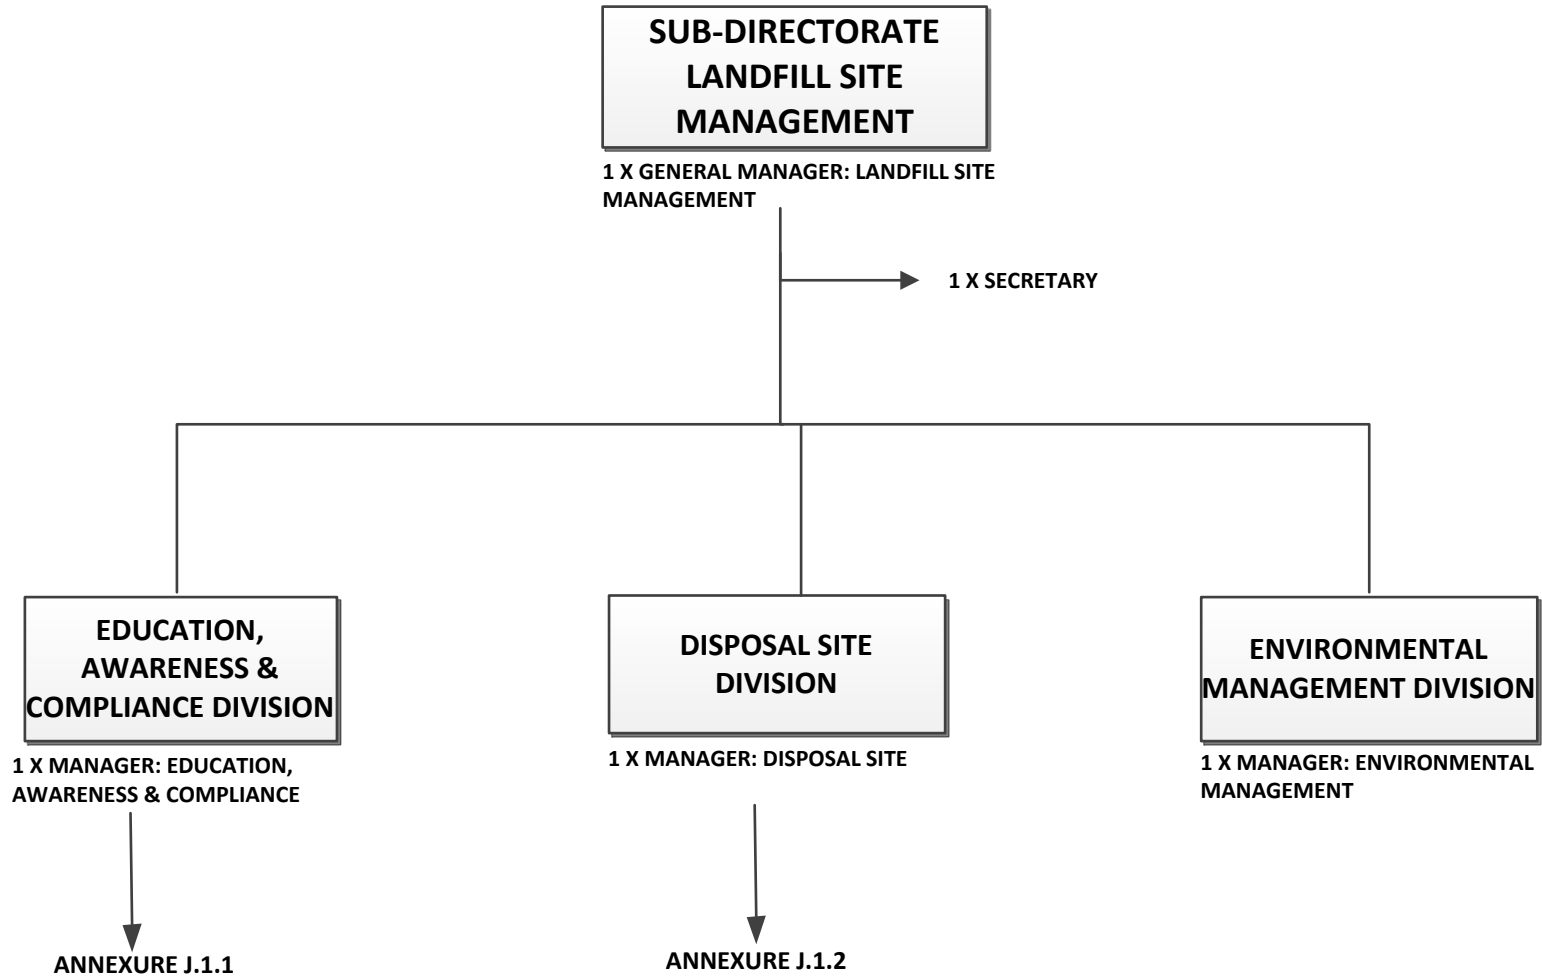 SUB-DIRECTORATE
LANDFILL SITE
MANAGEMENT
1 X GENERAL MANAGER: LANDFILL SITE
MANAGEMENT
1 X SECRETARY
EDUCATION,
AWARENESS &
COMPLIANCE DIVISION
1 X MANAGER: EDUCATION,
AWARENESS & COMPLIANCE
ANNEXURE J.1.1
DISPOSAL SITE
DIVISION
1 X MANAGER: DISPOSAL SITE
ANNEXURE J.1.2
ENVIRONMENTAL
MANAGEMENT DIVISION
1 X MANAGER: ENVIRONMENTAL
MANAGEMENT